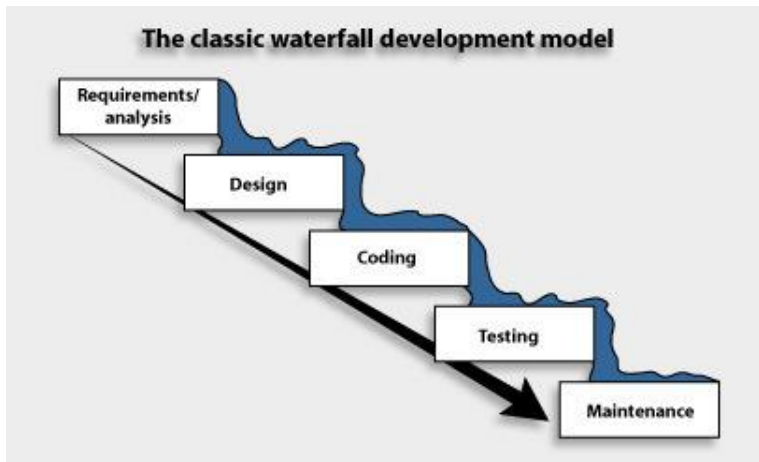 The classic waterfall development model
Requirements/
analysis
Design
Coding
Testing
Maintenance